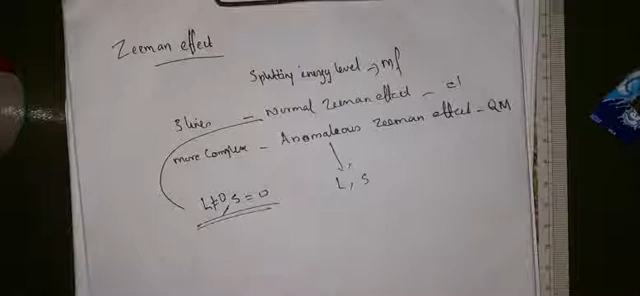 Zeeman effect
Splitting energy level → mf
3 lines - Normal Zeeman effect - cl
more complex - Anomaleous Zeeman effect - QM
L, S
L≠0, S = 0